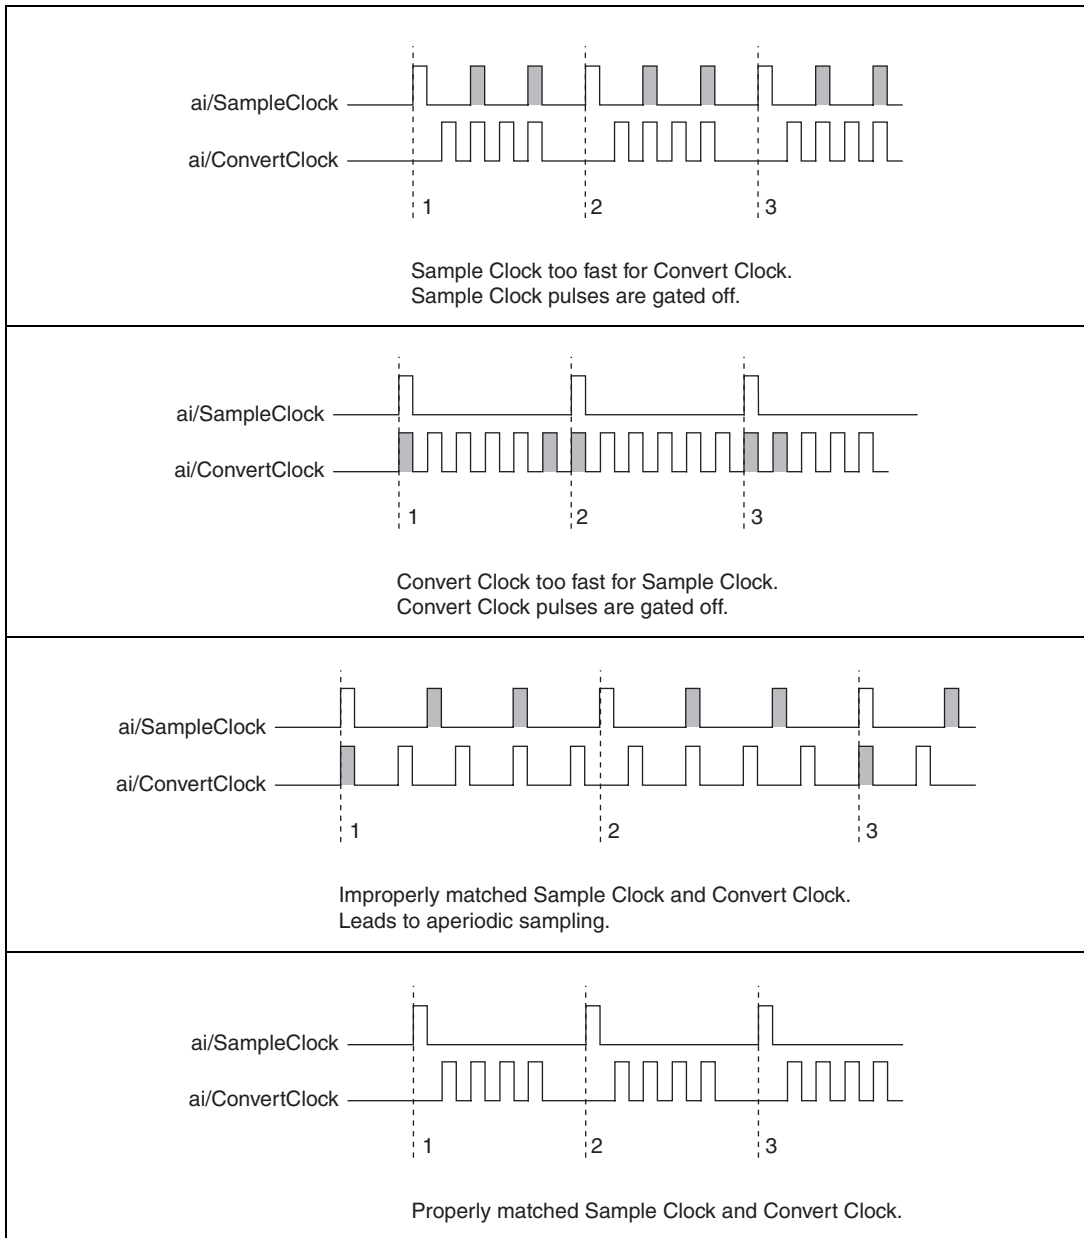 ai/SampleClock
ai/ConvertClock
1 2 3
Sample Clock too fast for Convert Clock.
Sample Clock pulses are gated off.
ai/SampleClock
ai/ConvertClock
1 2 3
Convert Clock too fast for Sample Clock.
Convert Clock pulses are gated off.
ai/SampleClock
ai/ConvertClock
1 2 3
Improperly matched Sample Clock and Convert Clock.
Leads to aperiodic sampling.
ai/SampleClock
ai/ConvertClock
1 2 3
Properly matched Sample Clock and Convert Clock.